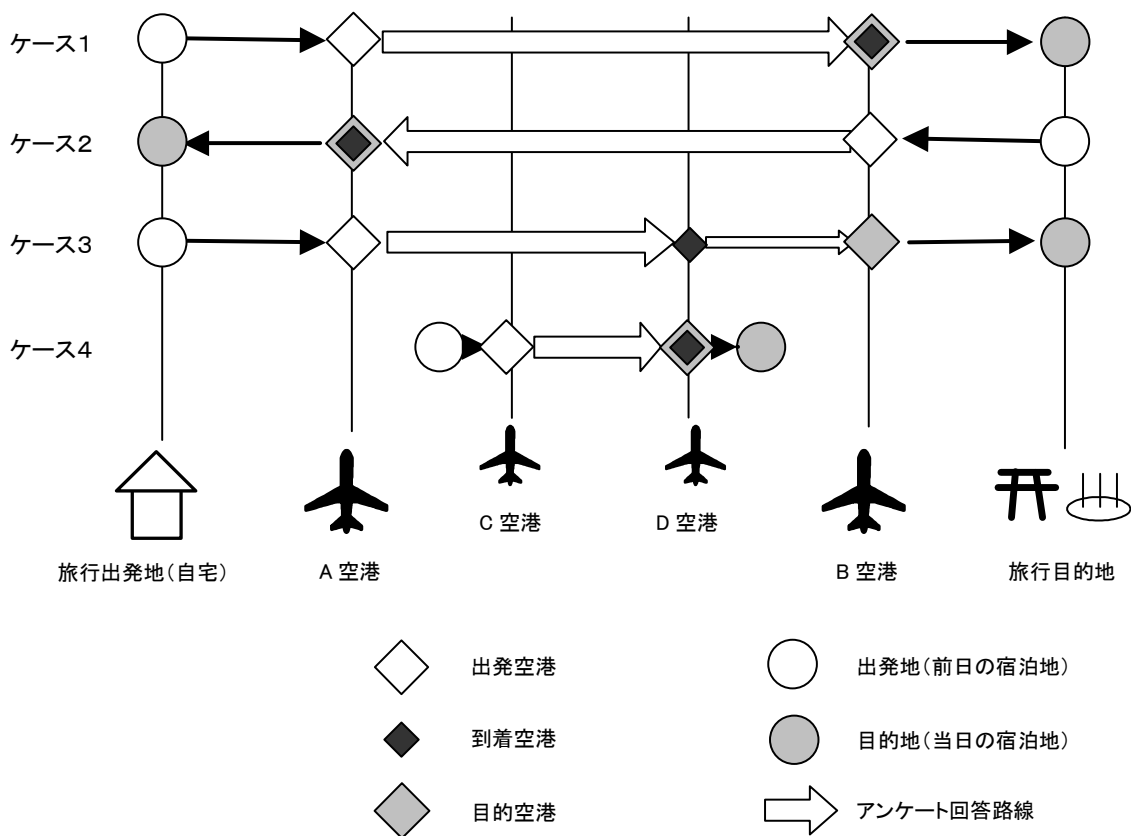 ケース1
ケース2
ケース3
ケース4
C 空港
D 空港
旅行出発地(自宅)
A 空港
B 空港
旅行目的地
出発空港
出発地(前日の宿泊地)
到着空港
目的地(当日の宿泊地)
目的空港
アンケート回答路線